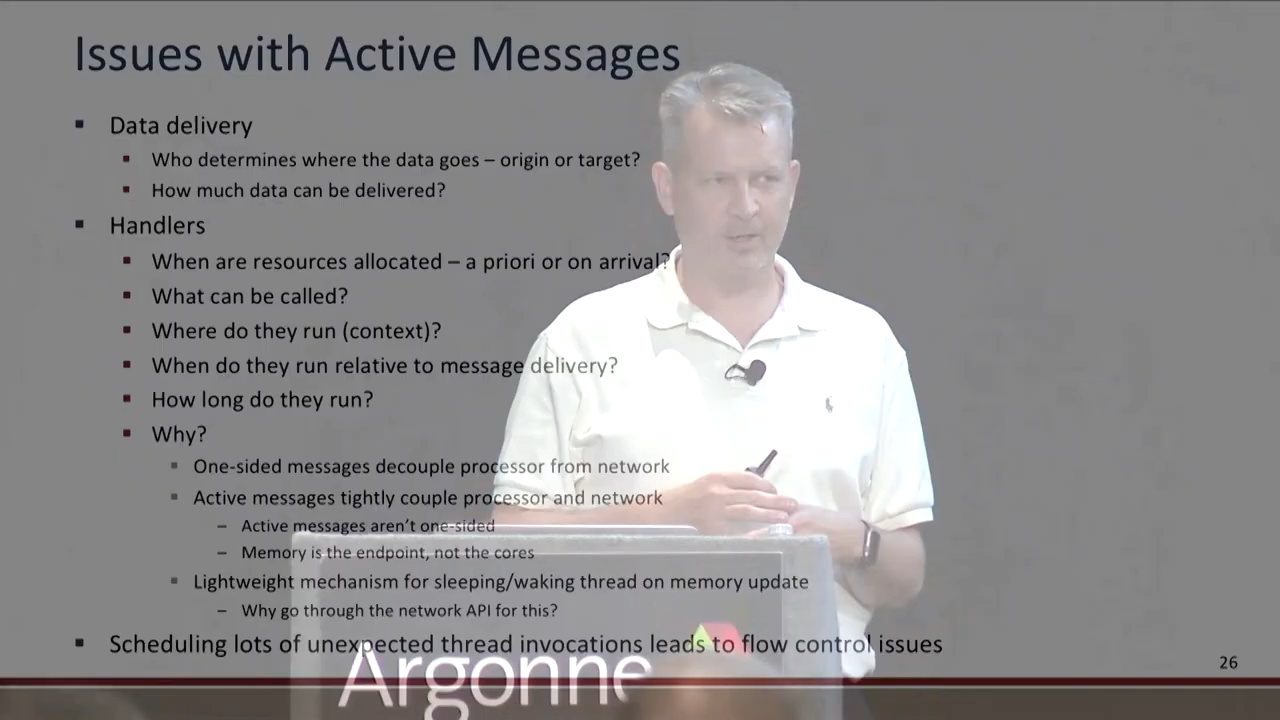 Issues with Active Messages
▪ Data delivery
▪ Who determines where the data goes – origin or target?
▪ How much data can be delivered?
▪ Handlers
▪ When are resources allocated – a priori or on arrival?
▪ What can be called?
▪ Where do they run (context)?
▪ When do they run relative to message delivery?
▪ How long do they run?
▪ Why?
▪ One-sided messages decouple processor from network
▪ Active messages tightly couple processor and network
– Active messages aren't one-sided
– Memory is the endpoint, not the cores
▪ Lightweight mechanism for sleeping/waking thread on memory update
– Why go through the network API for this?
▪ Scheduling lots of unexpected thread invocations leads to flow control issues
Argonne
26